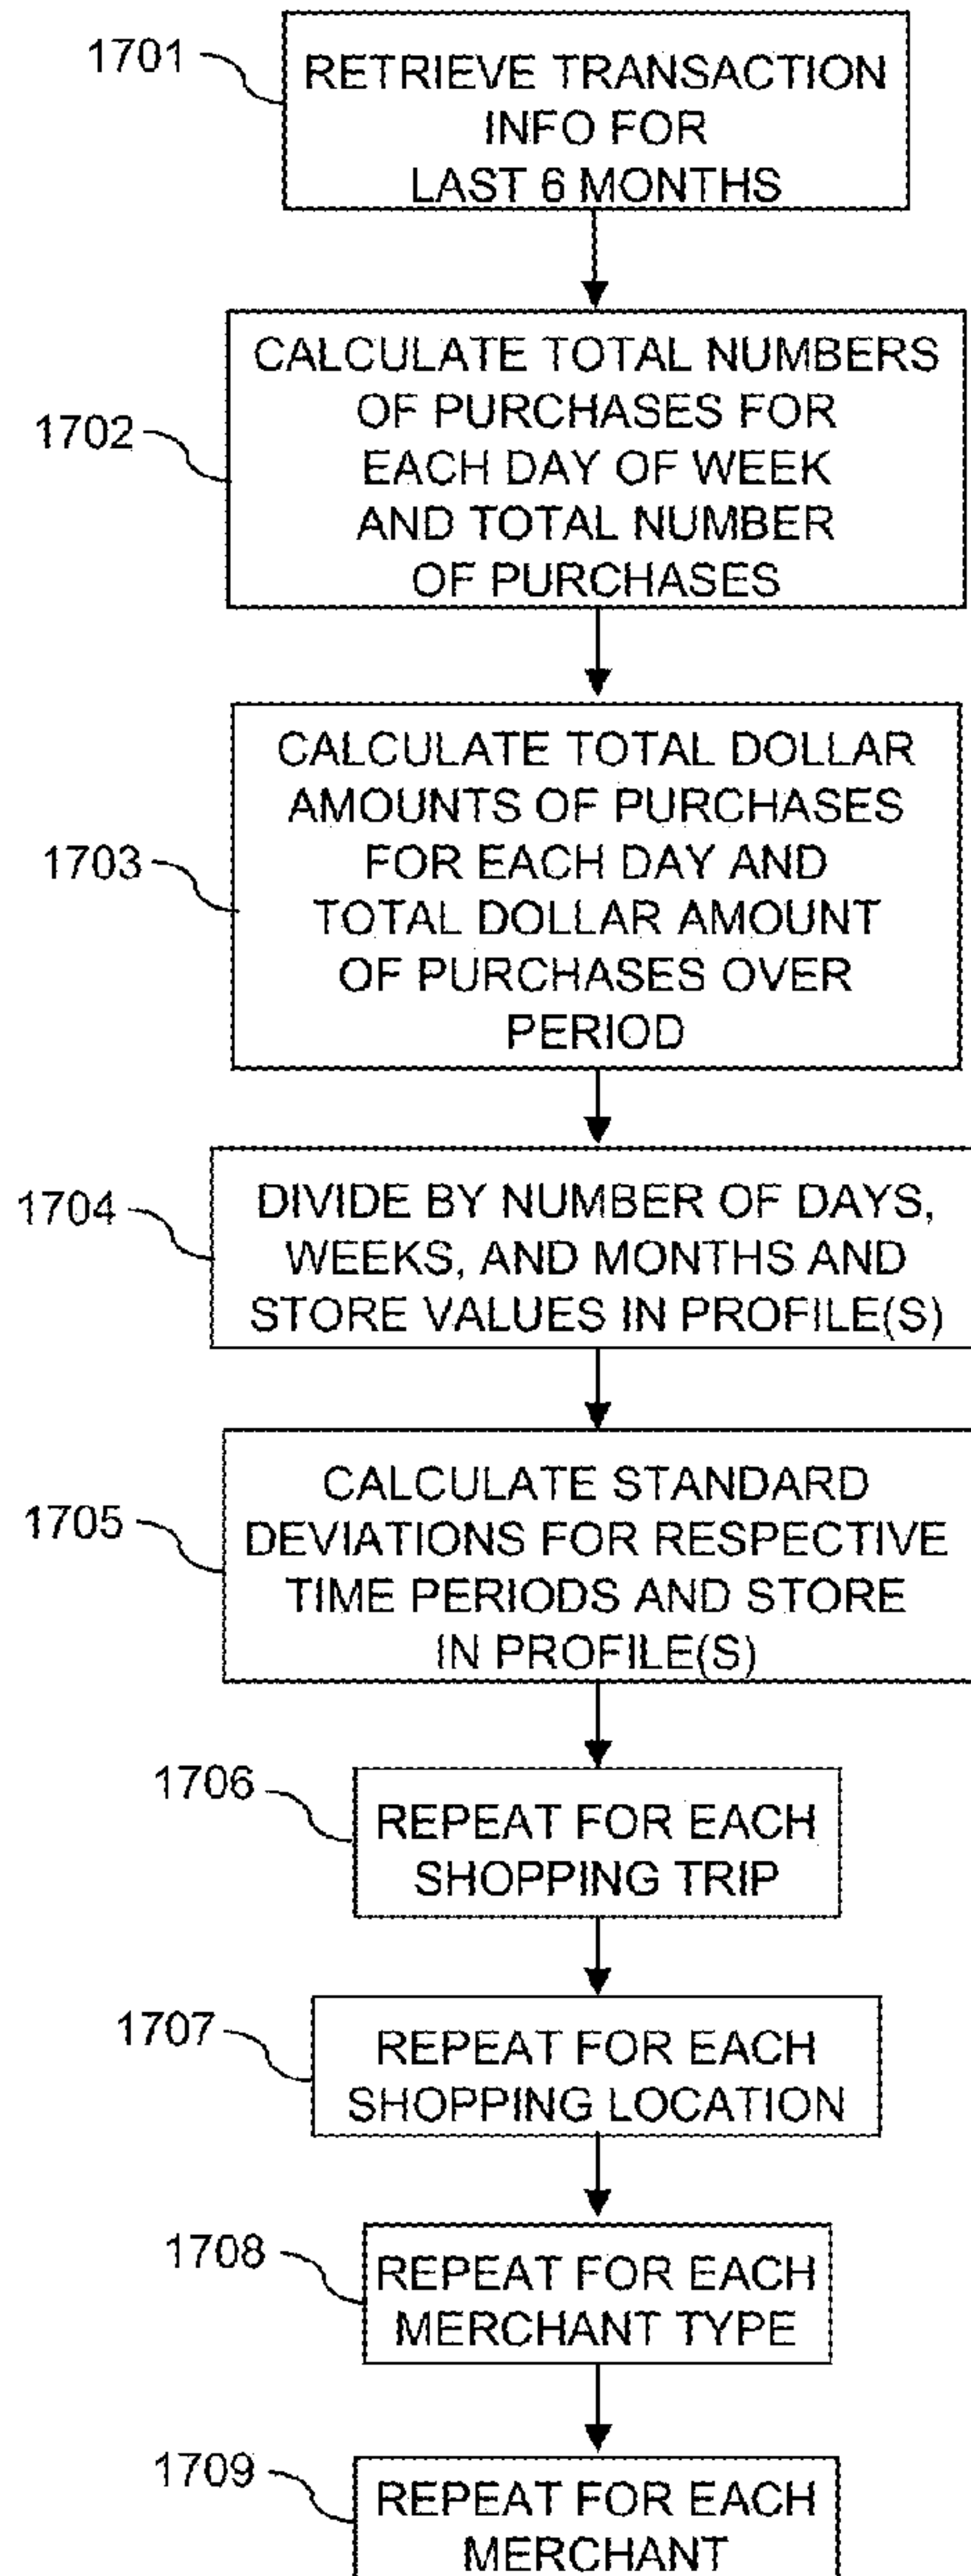 1701
RETRIEVE TRANSACTION
INFO FOR
LAST 6 MONTHS
1702
CALCULATE TOTAL NUMBERS
OF PURCHASES FOR
EACH DAY OF WEEK
AND TOTAL NUMBER
OF PURCHASES
1703
CALCULATE TOTAL DOLLAR
AMOUNTS OF PURCHASES
FOR EACH DAY AND
TOTAL DOLLAR AMOUNT
OF PURCHASES OVER
PERIOD
1704
DIVIDE BY NUMBER OF DAYS,
WEEKS, AND MONTHS AND
STORE VALUES IN PROFILE(S)
1705
CALCULATE STANDARD
DEVIATIONS FOR RESPECTIVE
TIME PERIODS AND STORE
IN PROFILE(S)
1706
REPEAT FOR EACH
SHOPPING TRIP
1707
REPEAT FOR EACH
SHOPPING LOCATION
1708
REPEAT FOR EACH
MERCHANT TYPE
1709
REPEAT FOR EACH
MERCHANT